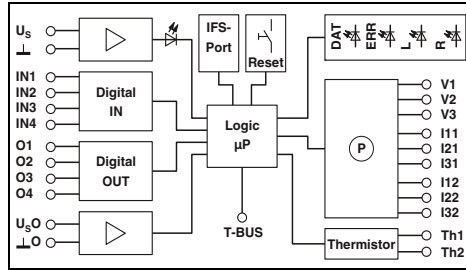 US
IFS-
Port
Reset
DAT
ERR
L
R
IN1
IN2
IN3
IN4
Digital
IN
O1
O2
O3
O4
Digital
OUT
USO
O
Logic
µP
T-BUS
P
V1
V2
V3
I11
I21
I31
I12
I22
I32
Thermistor
Th1
Th2